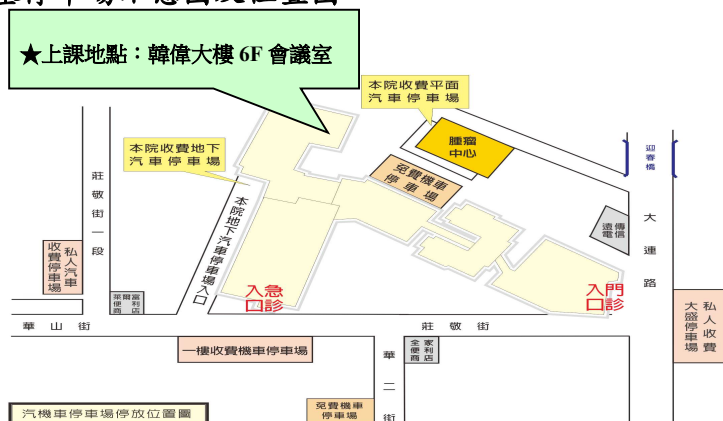 ★上課地點：韓偉大樓 6F 會議室
本院收費平面
汽車停車場
腫瘤
中心
本院收費地下
汽車停車場
免費機車
停車場
迎春橋
莊敬街一段
本院地下汽車停車場入口
遠傳
電信
大連路
私人汽車
收費停車場
萊爾富
便利
商店
急診
入口
門診
入口
華山街
莊敬街
私人收費
大盛停車場
一樓收費機車停車場
全家
便利
商店
華二街
免費機車
停車場
汽機車停車場停放位置圖